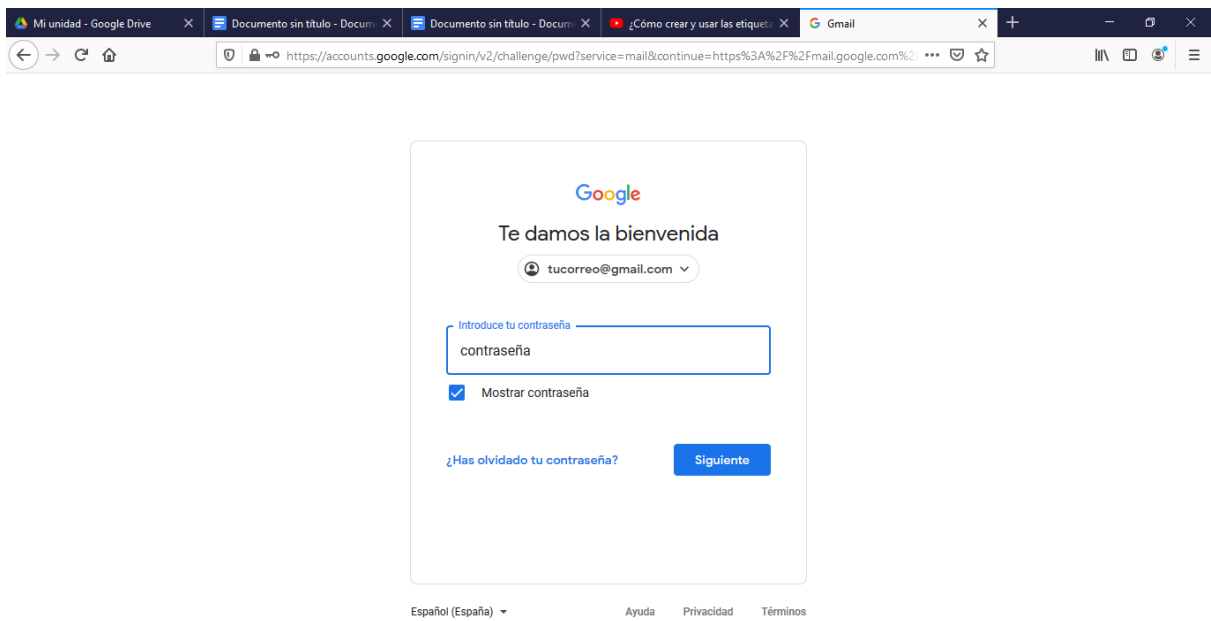 Mi unidad - Google Drive
Documento sin título - Docum
Documento sin título - Docum
¿Cómo crear y usar las etiqueta
Gmail
https://accounts.google.com/signin/v2/challenge/pwd?service=mail&continue=https%3A%2F%2Fmail.google.com%2
Google
Te damos la bienvenida
tucorreo@gmail.com
Introduce tu contraseña
contraseña
Mostrar contraseña
¿Has olvidado tu contraseña?
Siguiente
Español (España)
Ayuda
Privacidad
Términos